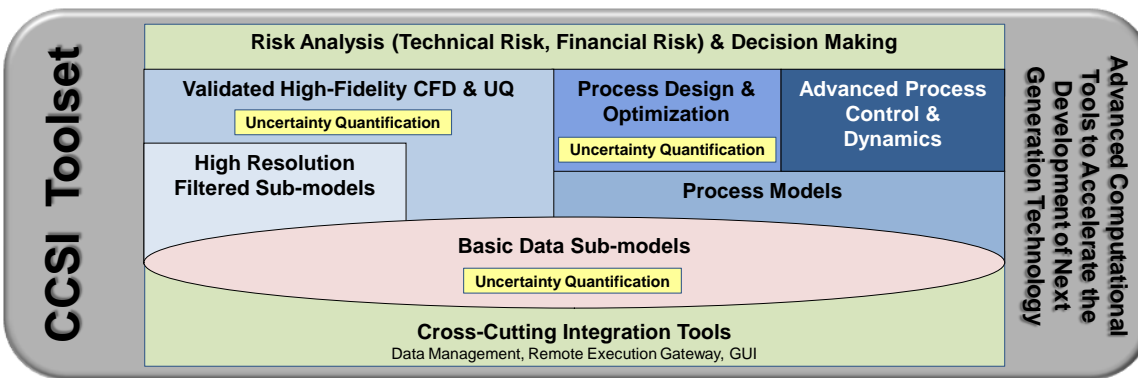 CCSI Toolset
Risk Analysis (Technical Risk, Financial Risk) & Decision Making
Validated High-Fidelity CFD & UQ
Uncertainty Quantification
High Resolution
Filtered Sub-models
Process Design &
Optimization
Uncertainty Quantification
Advanced Process
Control &
Dynamics
Process Models
Basic Data Sub-models
Uncertainty Quantification
Cross-Cutting Integration Tools
Data Management, Remote Execution Gateway, GUI
Advanced Computational
Tools to Accelerate the
Development of Next
Generation Technology